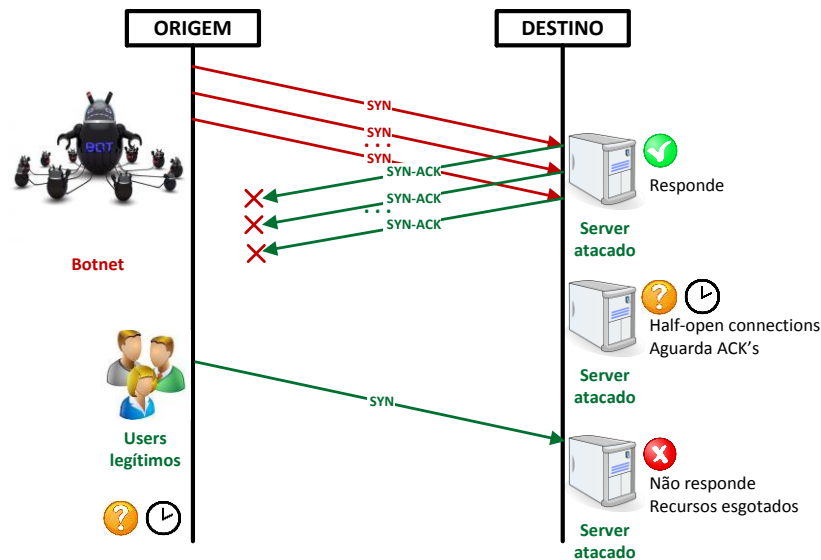 ORIGEM
DESTINO
SYN
SYN
...
SYN
SYN-ACK
SYN-ACK
...
SYN-ACK
BOT
Botnet
Responde
Server
atacado
Half-open connections
Aguarda ACK's
Server
atacado
SYN
Users
legítimos
Não responde
Recursos esgotados
Server
atacado